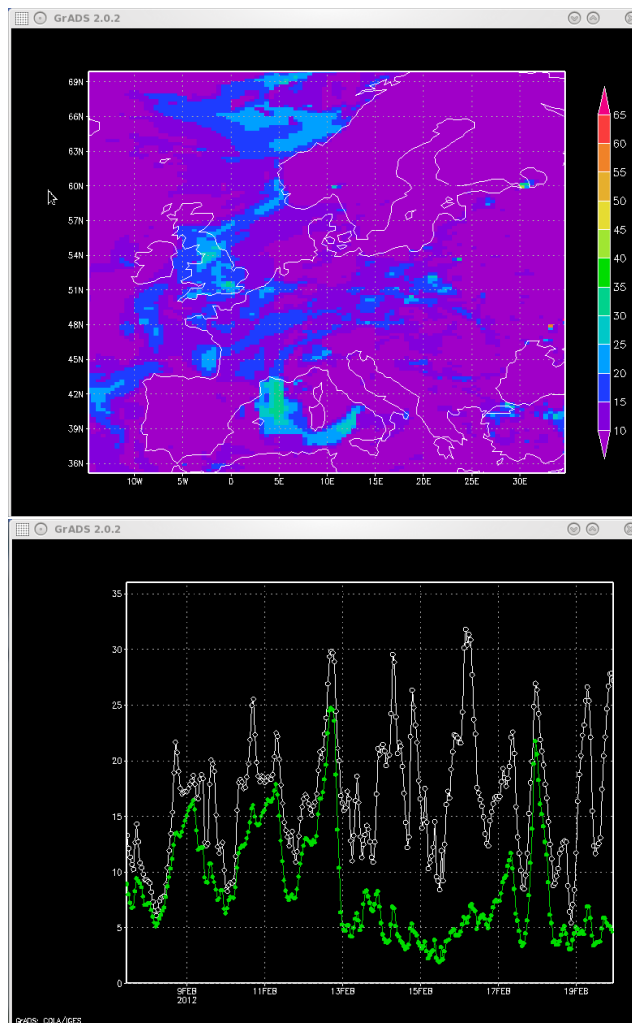 GrADS 2.0.2
69N
66N
63N
60N
57N
54N
51N
48N
45N
42N
39N
36N
10W 5W 0 5E 10E 15E 20E 25E 30E
65
60
55
50
45
40
35
30
25
20
15
10
GrADS 2.0.2
35
30
25
20
15
10
5
0
9FEB 11FEB 13FEB 15FEB 17FEB 19FEB
2012
GrADS: COLA/IGES